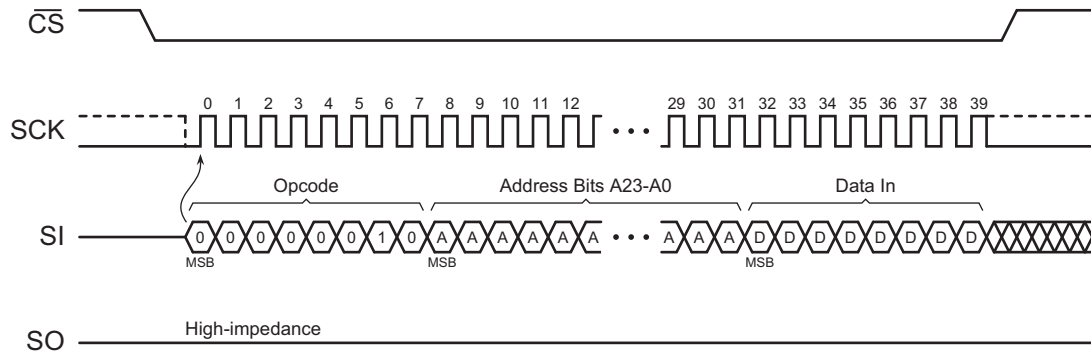 CS
0 1 2 3 4 5 6 7 8 9 10 11 12 29 30 31 32 33 34 35 36 37 38 39
SCK
Opcode Address Bits A23-A0 Data In
SI 0 0 0 0 0 0 1 0 A A A A A A A A A D D D D D D D D
MSB MSB MSB
High-impedance
SO